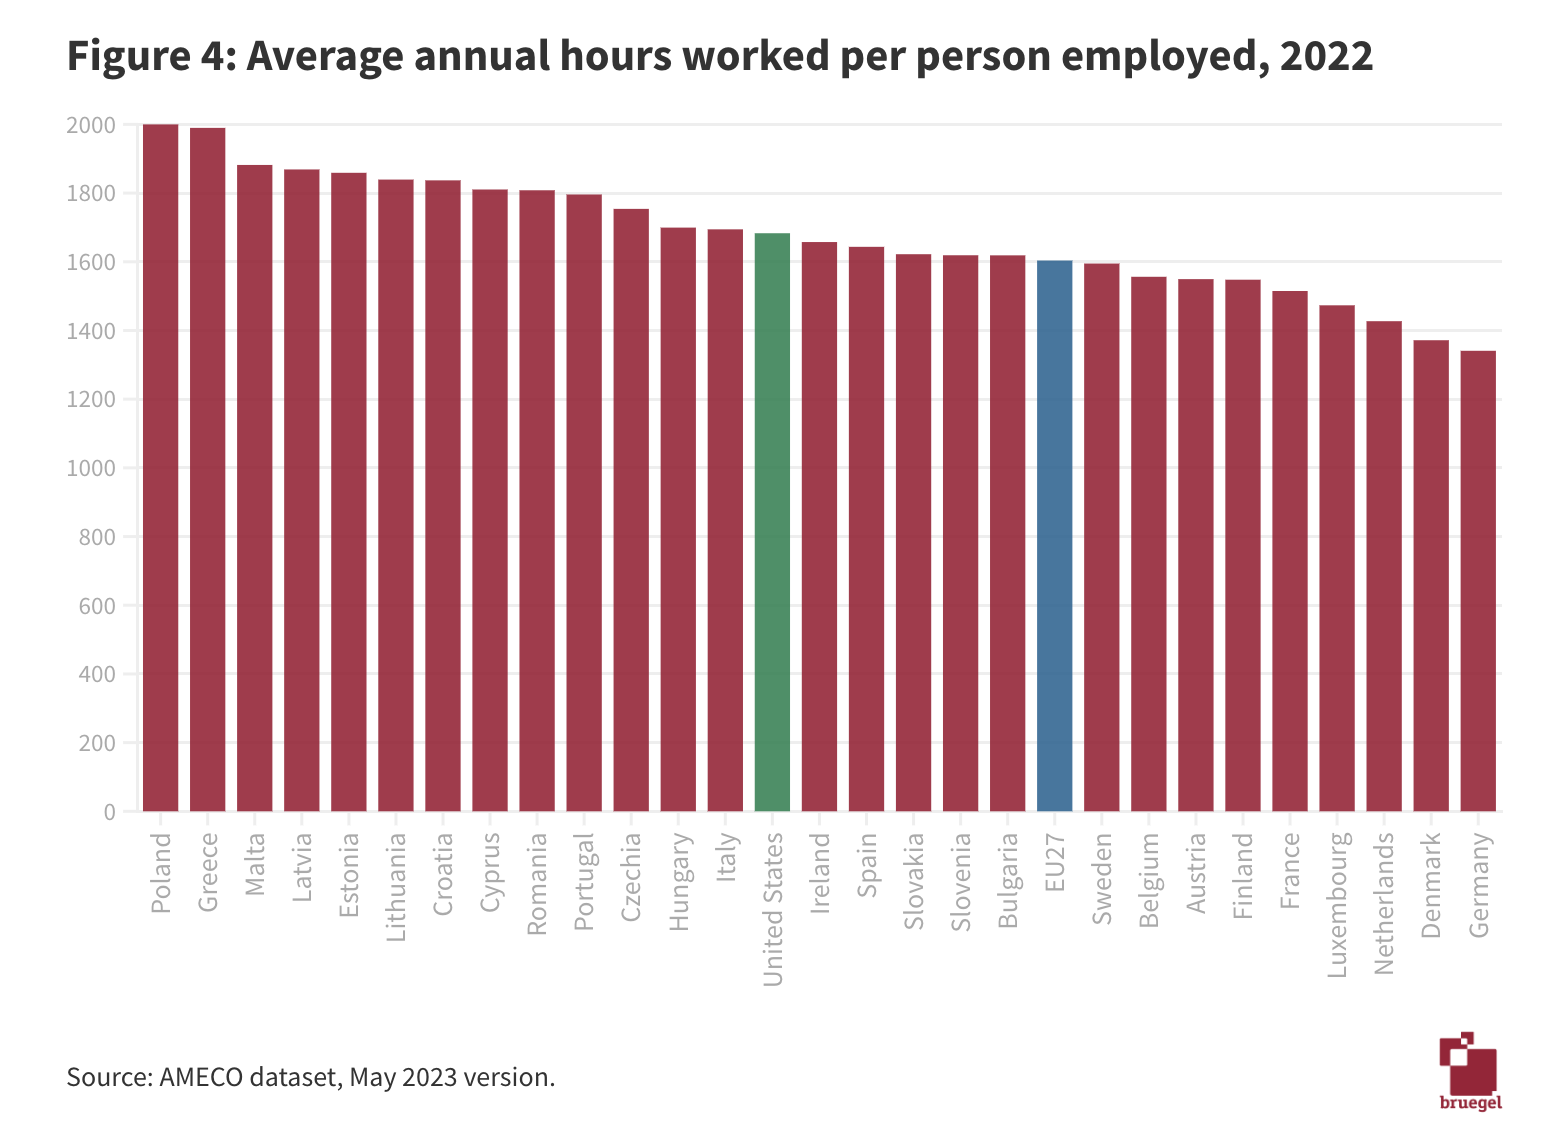 Figure 4: Average annual hours worked per person employed, 2022
2000
1800
1600
1400
1200
1000
800
600
400
200
0
Poland
Greece
Malta
Latvia
Estonia
Lithuania
Croatia
Cyprus
Romania
Portugal
Czechia
Hungary
Italy
United States
Ireland
Spain
Slovakia
Slovenia
Bulgaria
EU27
Sweden
Belgium
Austria
Finland
France
Luxembourg
Netherlands
Denmark
Germany
Source: AMECO dataset, May 2023 version.
bruegel